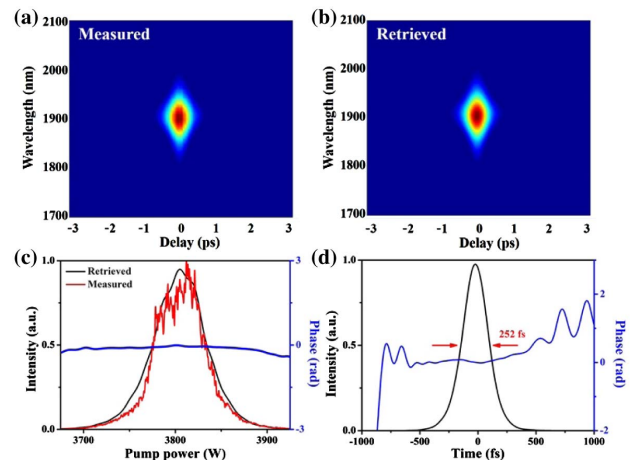 (a)
Measured
2100
2000
1900
1800
1700
Wavelength (nm)
-3 -2 -1 0 1 2 3
Delay (ps)
(b)
Retrieved
2100
2000
1900
1800
1700
Wavelength (nm)
-3 -2 -1 0 1 2 3
Delay (ps)
(c)
Retrieved
Measured
1.0
0.5
0.0
Intensity (a.u.)
3
0
-3
Phase (rad)
3700 3800 3900
Pump power (W)
(d)
252 fs
1.0
0.5
0.0
Intensity (a.u.)
2
0
-2
Phase (rad)
-1000 -500 0 500 1000
Time (fs)